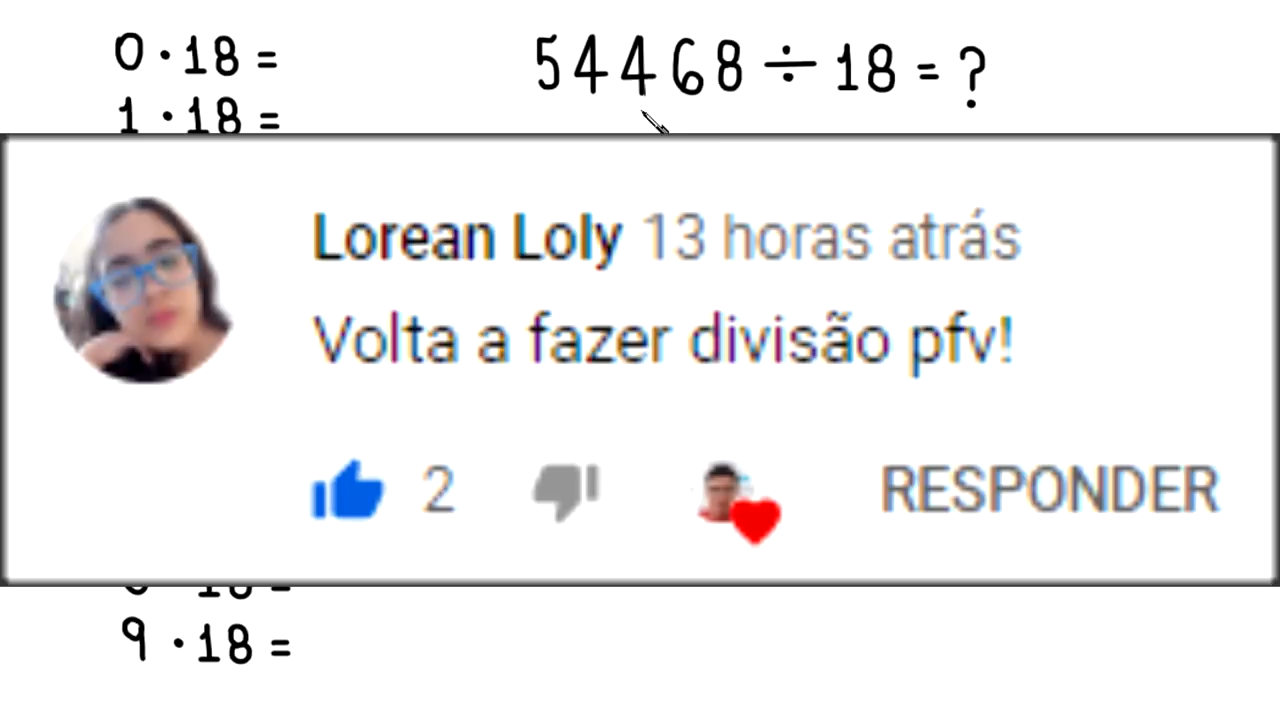 0 · 18 =
54468 ÷ 18 = ?
1 · 18 =
Lorean Loly 13 horas atrás
Volta a fazer divisão pfv!
2
RESPONDER
9 · 18 =